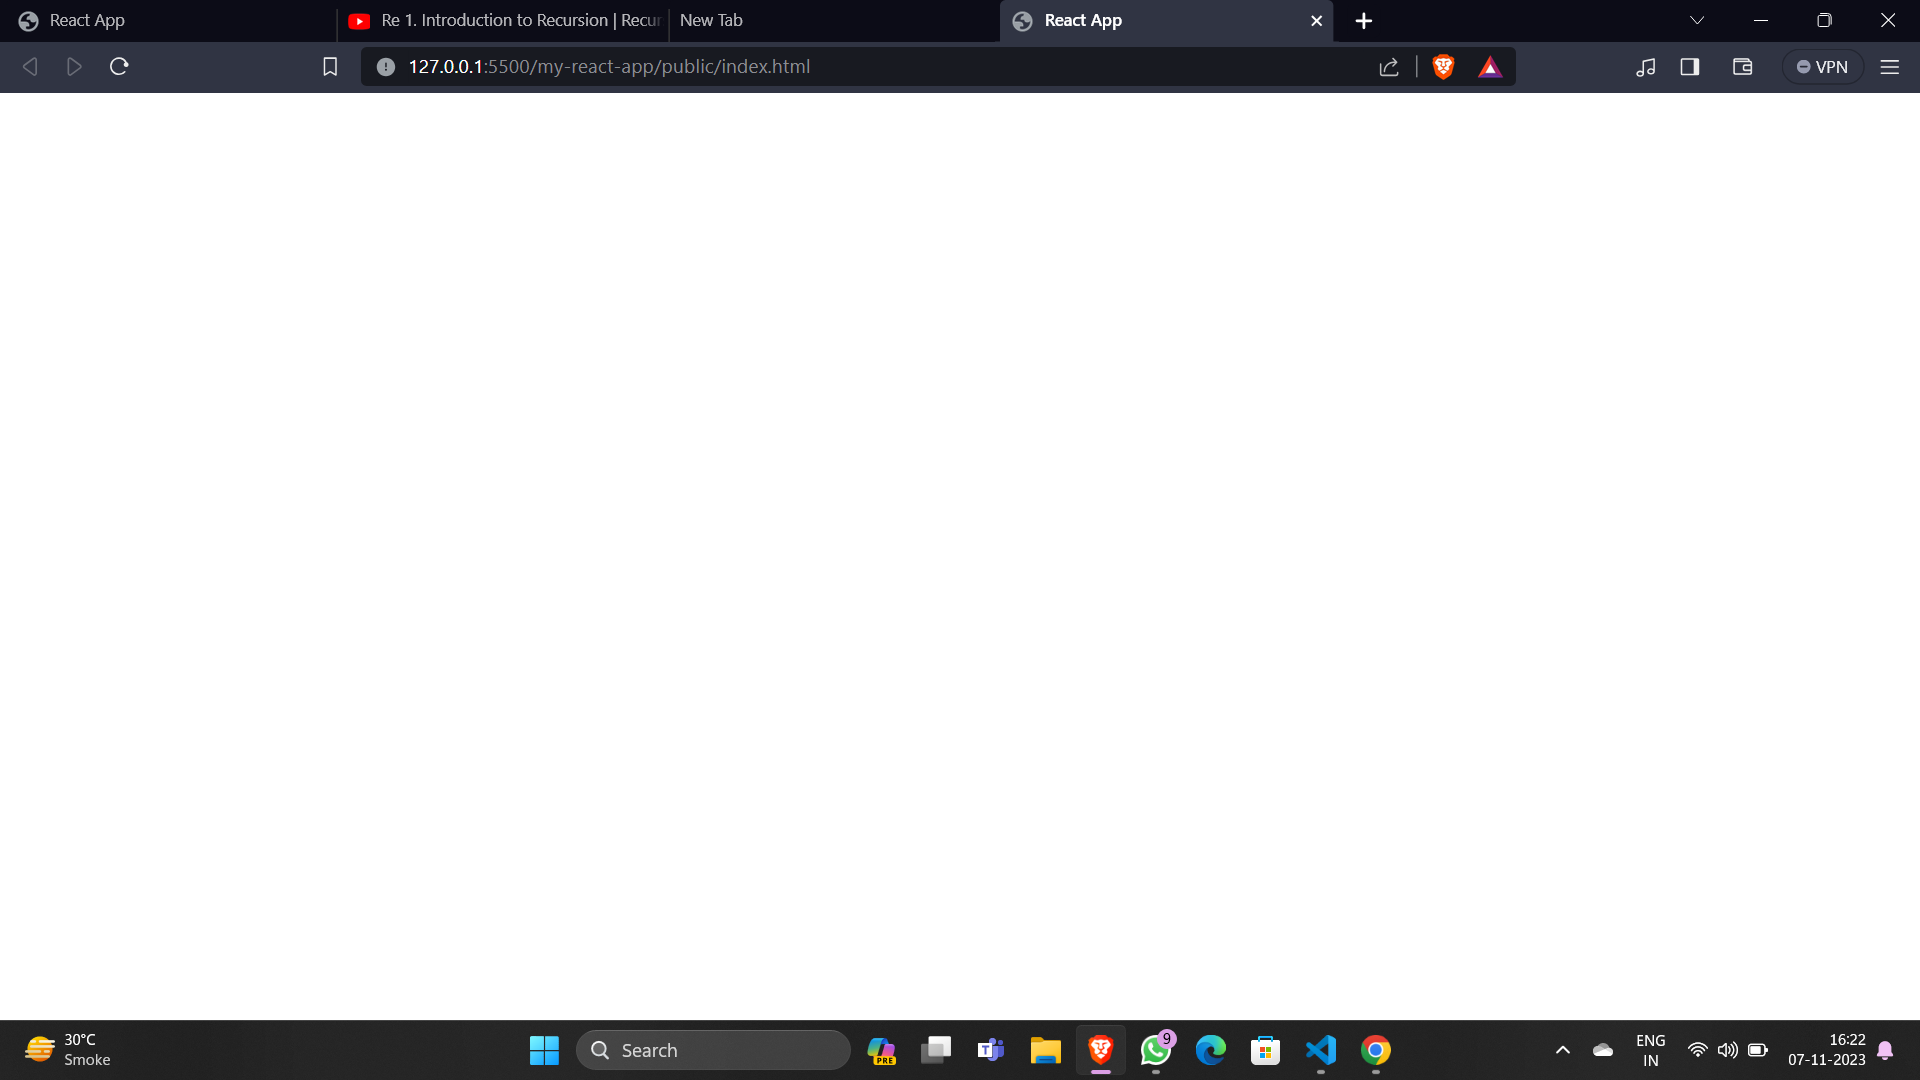 React App
Re 1. Introduction to Recursion | Recur
New Tab
React App
127.0.0.1:5500/my-react-app/public/index.html
VPN
30°C
Smoke
Search
PRE
T
9
ENG
IN
16:22
07-11-2023